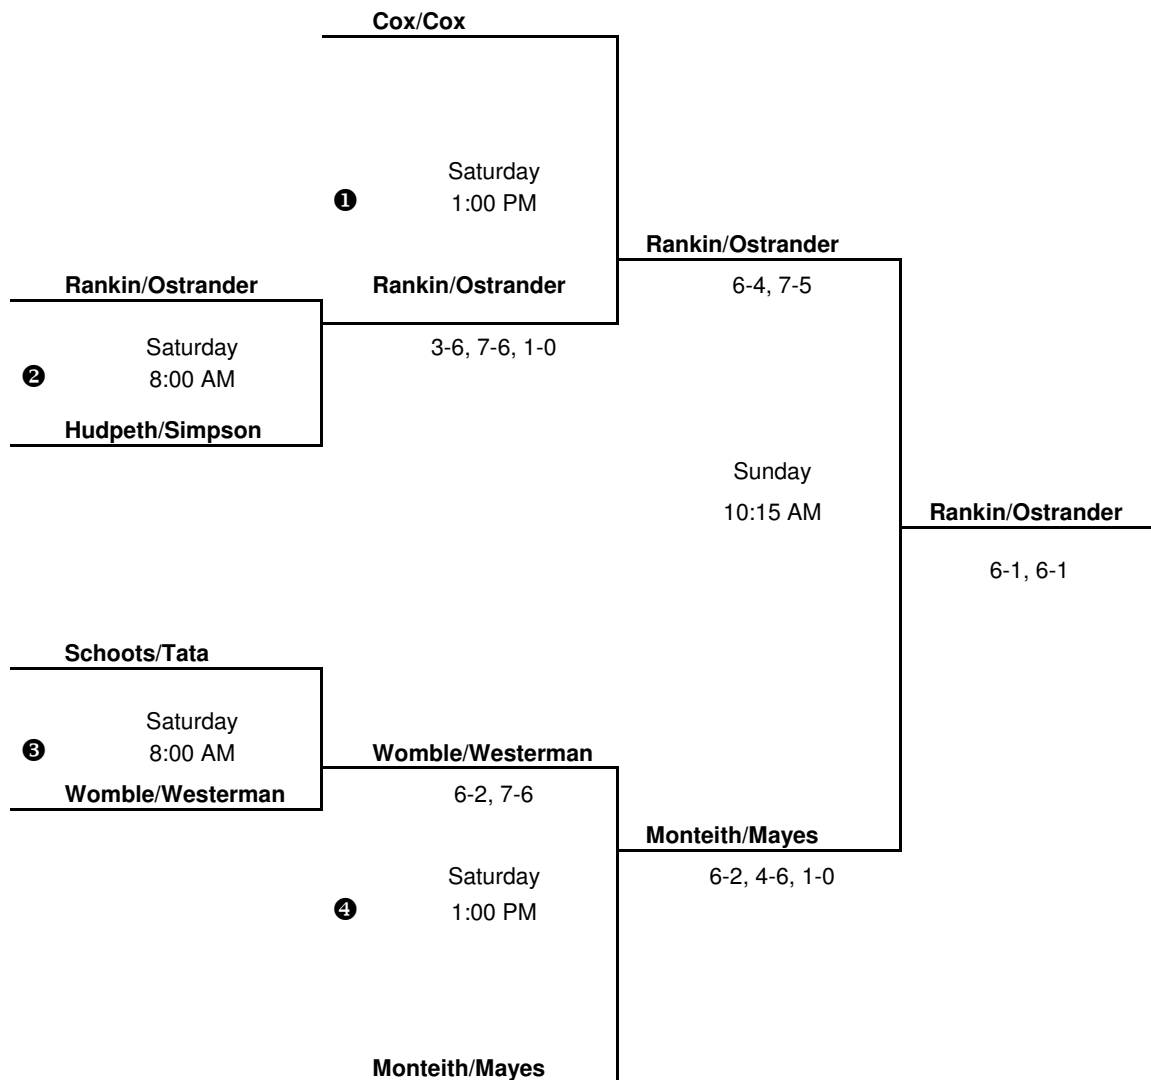 Cox/Cox
Saturday
❶ 1:00 PM
Rankin/Ostrander
Rankin/Ostrander Rankin/Ostrander 6-4, 7-5
Saturday 3-6, 7-6, 1-0
❷ 8:00 AM
Hudpeth/Simpson
Sunday
10:15 AM Rankin/Ostrander
6-1, 6-1
Schoots/Tata
Saturday
❸ 8:00 AM Womble/Westerman
Womble/Westerman 6-2, 7-6
Monteith/Mayes
Saturday 6-2, 4-6, 1-0
❹ 1:00 PM
Monteith/Mayes